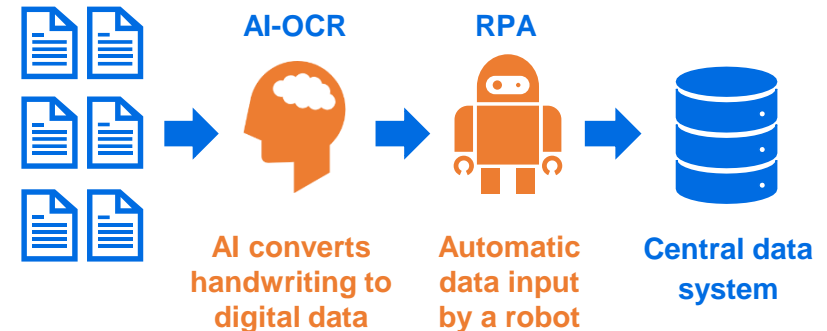 AI-OCR
RPA
AI converts
handwriting to
digital data
Automatic
data input
by a robot
Central data
system